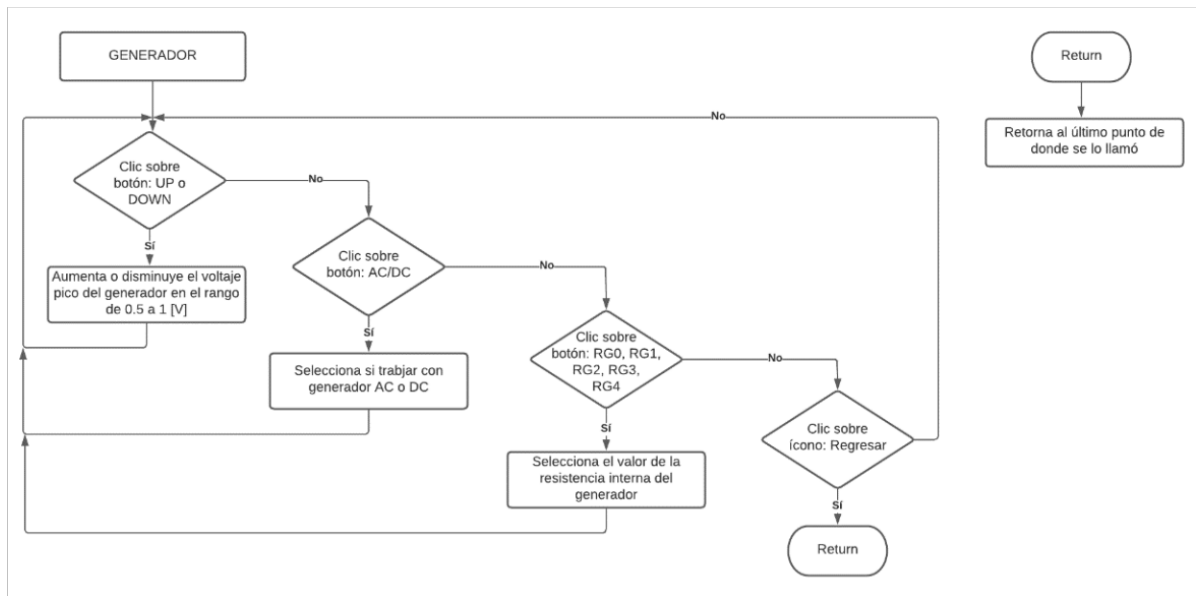 GENERADOR
Return
No
Retorna al último punto de
donde se lo llamó
Clic sobre
botón: UP o
DOWN
No
Sí
Aumenta o disminuye el voltaje
pico del generador en el rango
de 0.5 a 1 [V]
Clic sobre
botón: AC/DC
No
Sí
Selecciona si trabjar con
generador AC o DC
Clic sobre
botón: RG0, RG1,
RG2, RG3,
RG4
No
Sí
Selecciona el valor de la
resistencia interna del
generador
Clic sobre
ícono: Regresar
Sí
Return